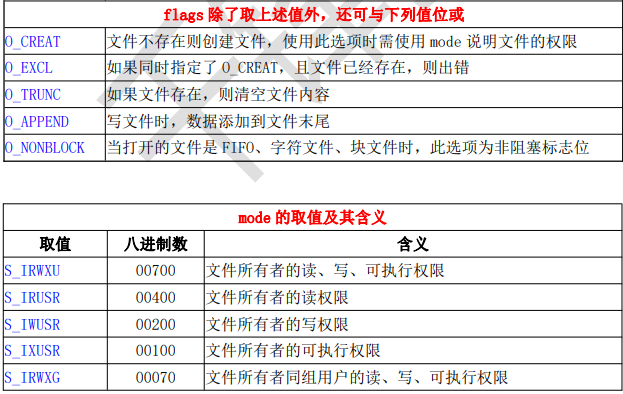 flags 除了取上述值外，还可与下列值位或
O_CREAT 文件不存在则创建文件，使用此选项时需使用 mode 说明文件的权限
O_EXCL 如果同时指定了 O_CREAT，且文件已经存在，则出错
O_TRUNC 如果文件存在，则清空文件内容
O_APPEND 写文件时，数据添加到文件末尾
O_NONBLOCK 当打开的文件是 FIFO、字符文件、块文件时，此选项为非阻塞标志位
mode 的取值及其含义
取值 八进制数 含义
S_IRWXU 00700 文件所有者的读、写、可执行权限
S_IRUSR 00400 文件所有者的读权限
S_IWUSR 00200 文件所有者的写权限
S_IXUSR 00100 文件所有者的可执行权限
S_IRWXG 00070 文件所有者同组用户的读、写、可执行权限